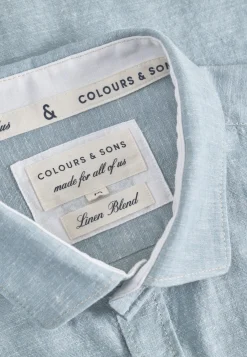 & COLOURS & SONS
COLOURS & SONS
made for all of us
Linen Blend